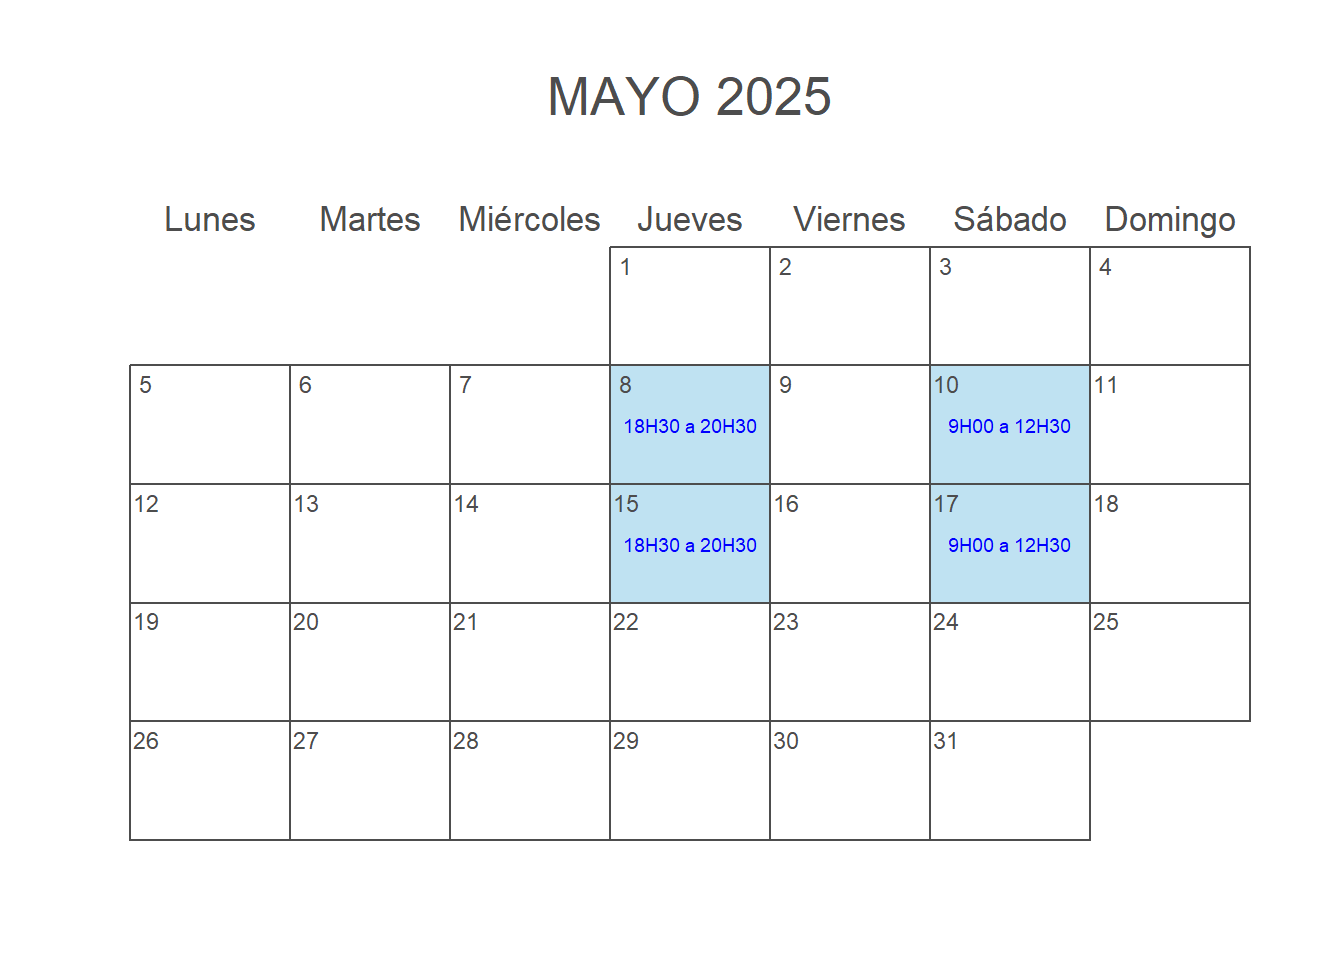 MAYO 2025
Lunes Martes Miércoles Jueves Viernes Sábado Domingo
1 2 3 4
5 6 7 8 9 10 11
18H30 a 20H30 9H00 a 12H30
12 13 14 15 16 17 18
18H30 a 20H30 9H00 a 12H30
19 20 21 22 23 24 25
26 27 28 29 30 31